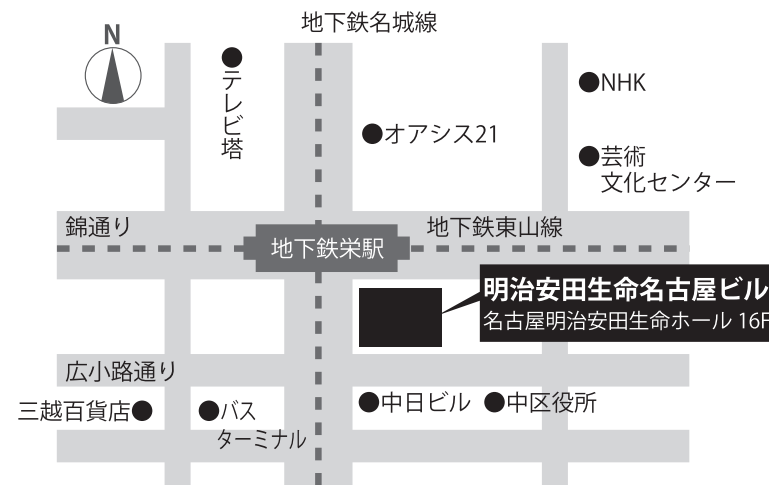 地下鉄名城線
N
●テレビ塔
●NHK
●オアシス21
●芸術
文化センター
錦通り
地下鉄東山線
地下鉄栄駅
明治安田生命名古屋ビル
名古屋明治安田生命ホール 16F
広小路通り
三越百貨店●
●バス
ターミナル
●中日ビル
●中区役所